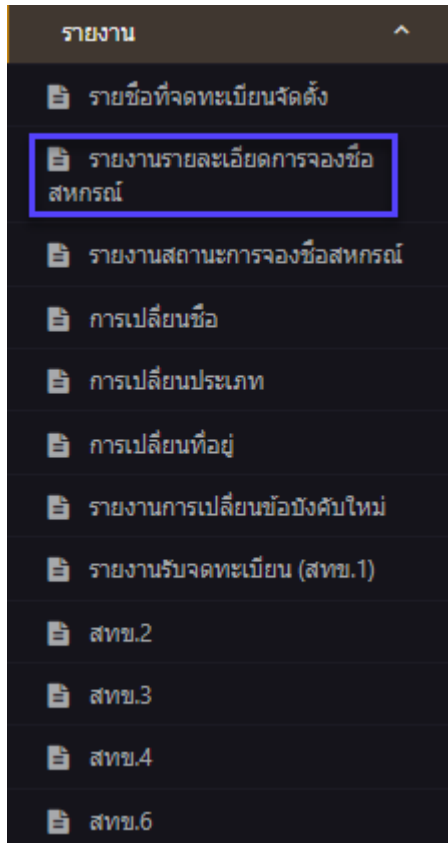 รายงาน
รายชื่อที่จดทะเบียนจัดตั้ง
รายงานรายละเอียดการจองชื่อ
สหกรณ์
รายงานสถานะการจองชื่อสหกรณ์
การเปลี่ยนชื่อ
การเปลี่ยนประเภท
การเปลี่ยนที่อยู่
รายงานการเปลี่ยนข้อบังคับใหม่
รายงานรับจดทะเบียน (สทข.1)
สทข.2
สทข.3
สทข.4
สทข.6